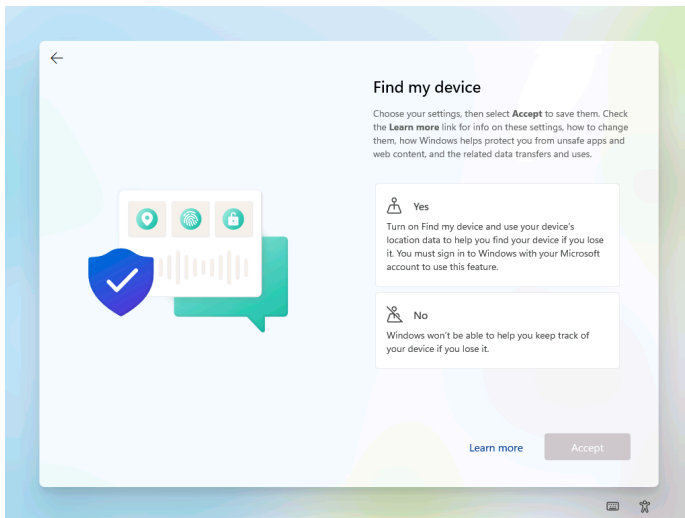 Find my device
Choose your settings, then select Accept to save them. Check
the Learn more link for info on these settings, how to change
them, how Windows helps protect you from unsafe apps and
web content, and the related data transfers and uses.
Yes
Turn on Find my device and use your device's
location data to help you find your device if you lose
it. You must sign in to Windows with your Microsoft
account to use this feature.
No
Windows won't be able to help you keep track of
your device if you lose it.
Learn more
Accept